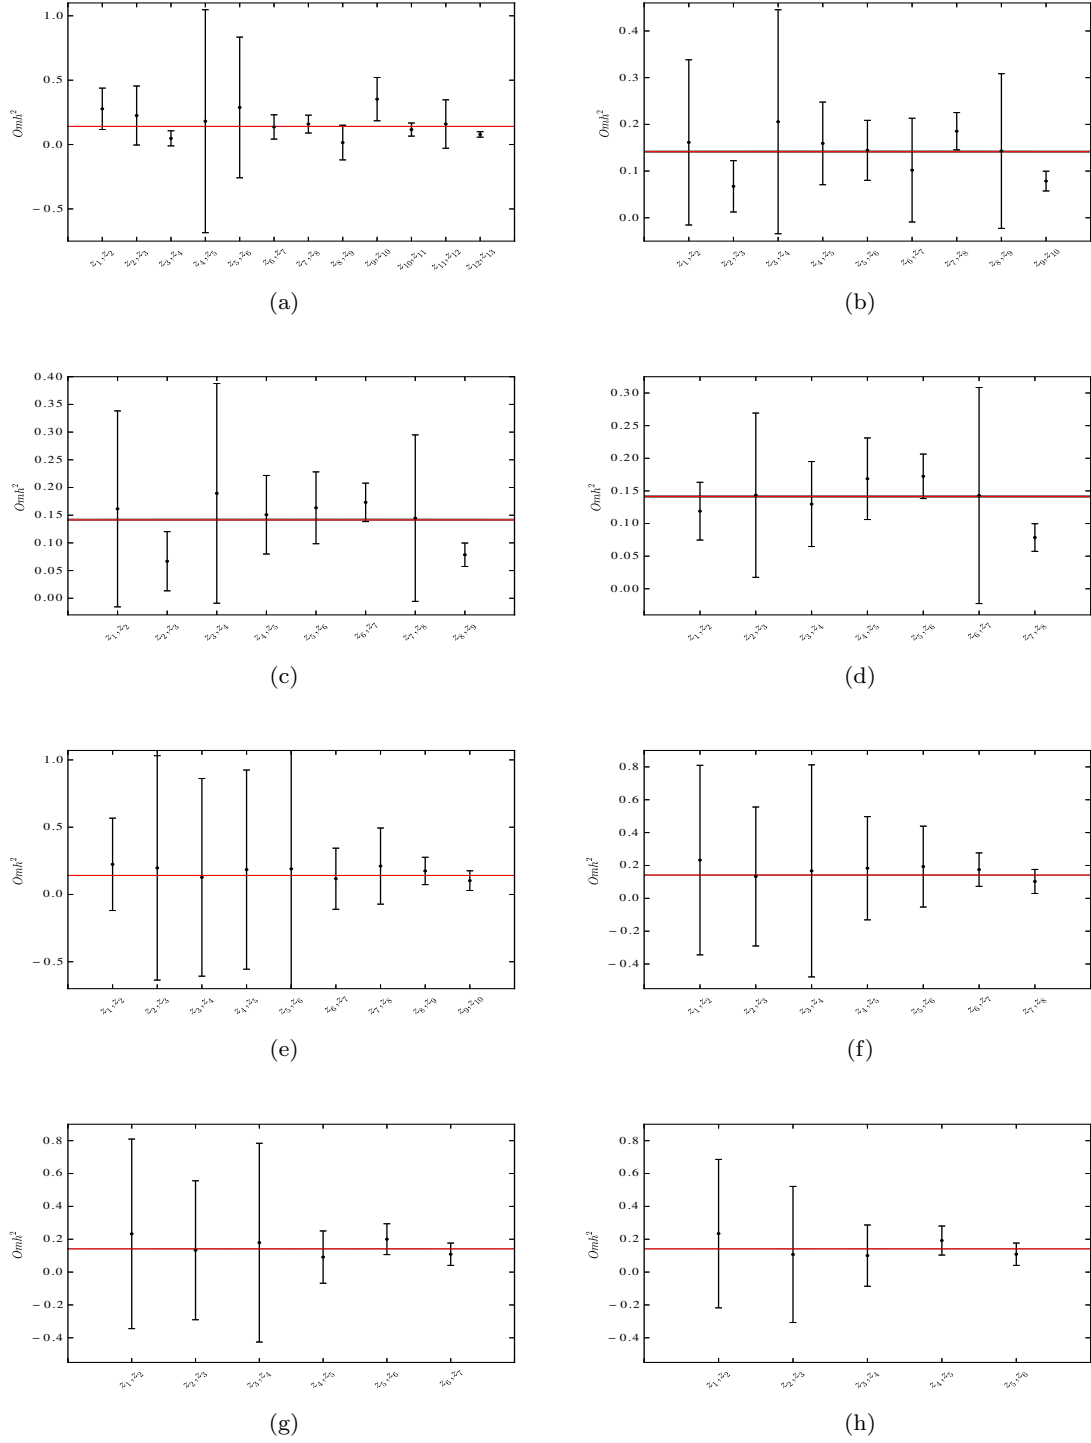 1.0
0.5
0.0
−0.5
Omh²
z₁,z₂ z₂,z₃ z₃,z₄ z₄,z₅ z₅,z₆ z₆,z₇ z₇,z₈ z₈,z₉ z₉,z₁₀ z₁₀,z₁₁ z₁₁,z₁₂ z₁₂,z₁₃
(a)
0.4
0.3
0.2
0.1
0.0
Omh²
z₁,z₂ z₂,z₃ z₃,z₄ z₄,z₅ z₅,z₆ z₆,z₇ z₇,z₈ z₈,z₉ z₉,z₁₀
(b)
0.40
0.35
0.30
0.25
0.20
0.15
0.10
0.05
0.00
Omh²
z₁,z₂ z₂,z₃ z₃,z₄ z₄,z₅ z₅,z₆ z₆,z₇ z₇,z₈ z₈,z₉
(c)
0.30
0.25
0.20
0.15
0.10
0.05
0.00
Omh²
z₁,z₂ z₂,z₃ z₃,z₄ z₄,z₅ z₅,z₆ z₆,z₇ z₇,z₈
(d)
1.0
0.5
0.0
−0.5
Omh²
z₁,z₂ z₂,z₃ z₃,z₄ z₄,z₅ z₅,z₆ z₆,z₇ z₇,z₈ z₈,z₉ z₉,z₁₀
(e)
0.8
0.6
0.4
0.2
0.0
−0.2
−0.4
Omh²
z₁,z₂ z₂,z₃ z₃,z₄ z₄,z₅ z₅,z₆ z₆,z₇ z₇,z₈
(f)
0.8
0.6
0.4
0.2
0.0
−0.2
−0.4
Omh²
z₁,z₂ z₂,z₃ z₃,z₄ z₄,z₅ z₅,z₆ z₆,z₇
(g)
0.8
0.6
0.4
0.2
0.0
−0.2
−0.4
Omh²
z₁,z₂ z₂,z₃ z₃,z₄ z₄,z₅ z₅,z₆
(h)